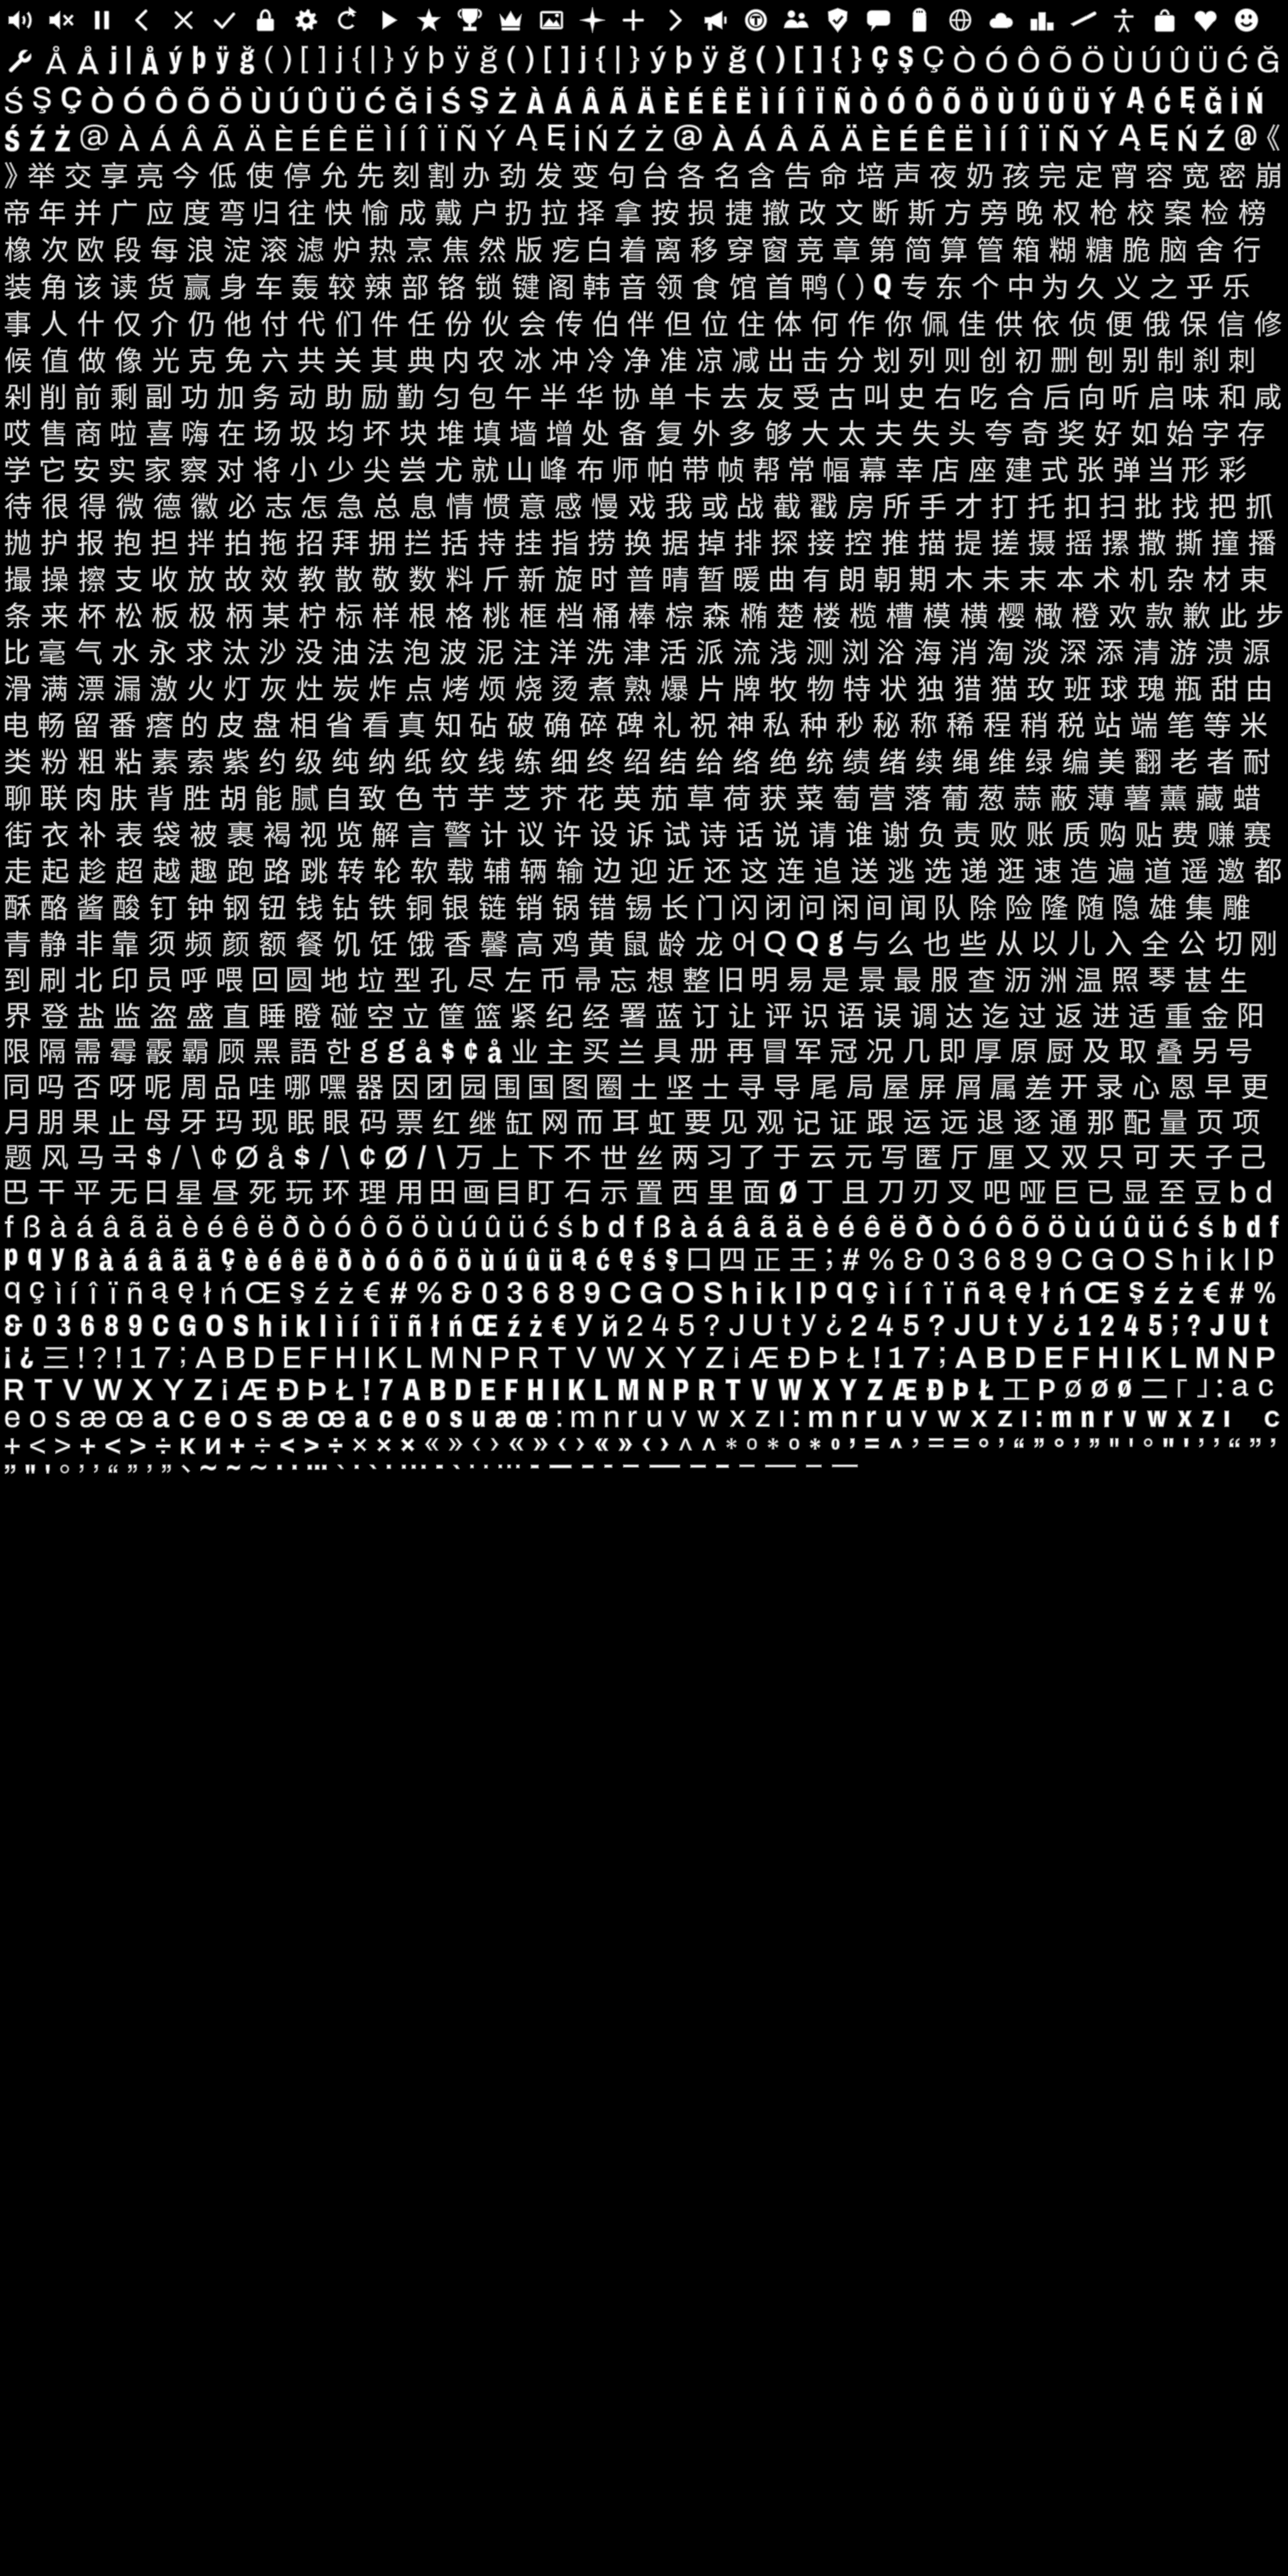 Å Å j | Å ý þ ÿ ğ ( ) [ ] j { | } ý þ ÿ ğ ( ) [ ] j { | } ý þ ÿ ğ ( ) [ ] { } Ç Ş Ç Ò Ó Ô Õ Ö Ù Ú Û Ü Ć Ğ
Ś Ş Ç Ò Ó Ô Õ Ö Ù Ú Û Ü Ć Ğ İ Ś Ş Ż À Á Â Ã Ä È É Ê Ë Ì Í Î Ï Ñ Ò Ó Ô Õ Ö Ù Ú Û Ü Ý Ą Ć Ę Ğ İ Ń
Ś Ź Ż @ À Á Â Ã Ä È É Ê Ë Ì Í Î Ï Ñ Ý Ą Ę İ Ń Ź Ż @ À Á Â Ã Ä È É Ê Ë Ì Í Î Ï Ñ Ý Ą Ę Ń Ź @ 《
》 举 交 享 亮 今 低 使 停 允 先 刻 割 办 劲 发 变 句 台 各 名 含 告 命 培 声 夜 奶 孩 完 定 宵 容 宽 密 崩
帝 年 并 广 应 度 弯 归 往 快 愉 成 戴 户 扔 拉 择 拿 按 损 捷 撤 改 文 断 斯 方 旁 晚 权 枪 校 案 检 榜
橡 次 欧 段 每 浪 淀 滚 滤 炉 热 烹 焦 然 版 疙 白 着 离 移 穿 窗 竞 章 第 简 算 管 箱 糊 糖 脆 脑 舍 行
装 角 该 读 货 赢 身 车 轰 较 辣 部 铬 锁 键 阁 韩 音 领 食 馆 首 鸭 ( ) Q 专 东 个 中 为 久 义 之 乎 乐
事 人 什 仅 介 仍 他 付 代 们 件 任 份 伙 会 传 伯 伴 但 位 住 体 何 作 你 佩 佳 供 依 侦 便 俄 保 信 修
候 值 做 像 光 克 免 六 共 关 其 典 内 农 冰 冲 冷 净 准 凉 减 出 击 分 划 列 则 创 初 删 刨 别 制 刹 刺
剁 削 前 剩 副 功 加 务 动 助 励 勤 匀 包 午 半 华 协 单 卡 去 友 受 古 叫 史 右 吃 合 后 向 听 启 味 和 咸
哎 售 商 啦 喜 嗨 在 场 圾 均 坏 块 堆 填 墙 增 处 备 复 外 多 够 大 太 夫 失 头 夸 奇 奖 好 如 始 字 存
学 它 安 实 家 察 对 将 小 少 尖 尝 尤 就 山 峰 布 师 帕 带 帧 帮 常 幅 幕 幸 店 座 建 式 张 弹 当 形 彩
待 很 得 微 德 徽 必 志 怎 急 总 息 情 惯 意 感 慢 戏 我 或 战 截 戳 房 所 手 才 打 托 扣 扫 批 找 把 抓
抛 护 报 抱 担 拌 拍 拖 招 拜 拥 拦 括 持 挂 指 捞 换 据 掉 排 探 接 控 推 描 提 搓 摄 摇 摞 撒 撕 撞 播
撮 操 擦 支 收 放 故 效 教 散 敬 数 料 斤 新 旋 时 普 晴 暂 暖 曲 有 朗 朝 期 木 未 末 本 术 机 杂 材 束
条 来 杯 松 板 极 柄 某 柠 标 样 根 格 桃 框 档 桶 棒 棕 森 椭 楚 楼 榄 槽 模 横 樱 橄 橙 欢 款 歉 此 步
比 毫 气 水 永 求 汰 沙 没 油 法 泡 波 泥 注 洋 洗 津 活 派 流 浅 测 浏 浴 海 消 淘 淡 深 添 清 游 溃 源
滑 满 漂 漏 激 火 灯 灰 灶 炭 炸 点 烤 烦 烧 烫 煮 熟 爆 片 牌 牧 物 特 状 独 猎 猫 玫 班 球 瑰 瓶 甜 由
电 畅 留 番 瘩 的 皮 盘 相 省 看 真 知 砧 破 确 碎 碑 礼 祝 神 私 种 秒 秘 称 稀 程 稍 税 站 端 笔 等 米
类 粉 粗 粘 素 索 紫 约 级 纯 纳 纸 纹 线 练 细 终 绍 结 给 络 绝 统 绩 绪 续 绳 维 绿 编 美 翻 老 者 耐
聊 联 肉 肤 背 胜 胡 能 腻 自 致 色 节 芋 芝 芥 花 英 茄 草 荷 获 菜 萄 营 落 葡 葱 蒜 蔽 薄 薯 薰 藏 蜡
街 衣 补 表 袋 被 裹 褐 视 览 解 言 警 计 议 许 设 诉 试 诗 话 说 请 谁 谢 负 责 败 账 质 购 贴 费 赚 赛
走 起 趁 超 越 趣 跑 路 跳 转 轮 软 载 辅 辆 输 边 迎 近 还 这 连 追 送 逃 选 递 逛 速 造 遍 道 遥 邀 都
酥 酪 酱 酸 钉 钟 钢 钮 钱 钻 铁 铜 银 链 销 锅 错 锡 长 门 闪 闭 问 闲 间 闻 队 除 险 隆 随 隐 雄 集 雕
青 静 非 靠 须 频 颜 额 餐 饥 饪 饿 香 馨 高 鸡 黄 鼠 龄 龙 어 Q Q g 与 么 也 些 从 以 儿 入 全 公 切 刚
到 刷 北 印 员 呼 喂 回 圆 地 垃 型 孔 尽 左 币 帚 忘 想 整 旧 明 易 是 景 最 服 查 沥 洲 温 照 琴 甚 生
界 登 盐 监 盗 盛 直 睡 瞪 碰 空 立 筐 篮 紧 纪 经 署 蓝 订 让 评 识 语 误 调 达 迄 过 返 进 适 重 金 阳
限 隔 需 霉 霰 霸 顾 黑 語 한 g g å $ ¢ å 业 主 买 兰 具 册 再 冒 军 冠 况 几 即 厚 原 厨 及 取 叠 另 号
同 吗 否 呀 呢 周 品 哇 哪 嘿 器 因 团 园 围 国 图 圈 土 坚 士 寻 导 尾 局 屋 屏 屑 属 差 开 录 心 恩 早 更
月 朋 果 止 母 牙 玛 现 眠 眼 码 票 红 继 缸 网 而 耳 虹 要 见 观 记 证 跟 运 远 退 逐 通 那 配 量 页 项
题 风 马 국 $ / \ ¢ Ø å $ / \ ¢ Ø / \ 万 上 下 不 世 丝 两 习 了 于 云 元 写 匿 厅 厘 又 双 只 可 天 子 己
巴 干 平 无 日 星 昼 死 玩 环 理 用 田 画 目 盯 石 示 置 西 里 面 Ø 丁 且 刀 刃 叉 吧 哑 巨 已 显 至 豆 b d
f ß à á â ã ä è é ê ë ð ò ó ô õ ö ù ú û ü ć ś b d f ß à á â ã ä è é ê ë ð ò ó ô õ ö ù ú û ü ć ś b d f
p q y ß à á â ã ä ç è é ê ë ð ò ó ô õ ö ù ú û ü ą ć ę ś ş 口 四 正 王 ; # % & 0 3 6 8 9 C G O S h i k l p
q ç ì í î ï ñ ą ę ł ń Œ ş ź ż € # % & 0 3 6 8 9 C G O S h i k l p q ç ì í î ï ñ ą ę ł ń Œ ş ź ż € # %
& 0 3 6 8 9 C G O S h i k l ì í î ï ñ ł ń Œ ź ż € y й 2 4 5 ? J U t y ¿ 2 4 5 ? J U t y ¿ 1 2 4 5 ; ? J U t
¡ ¿ 三 ! ? ! 1 7 ; A B D E F H I K L M N P R T V W X Y Z ¡ Æ Ð Þ Ł ! 1 7 ; A B D E F H I K L M N P
R T V W X Y Z ¡ Æ Ð Þ Ł ! 7 A B D E F H I K L M N P R T V W X Y Z Æ Ð Þ Ł 工 P ø ø ø 二 「 」 : a c
e o s æ œ a c e o s æ œ a c e o s u æ œ : m n r u v w x z ı : m n r u v w x z ı : m n r v w x z ı c
+ < > + < > ÷ к и + ÷ < > ÷ × × × « » ‹ › « » ‹ › « » ‹ › ^ ^ * o * o * o , = ^ , = = ° , “ ” ° , ” " ' ° " ' , , “ ” ,